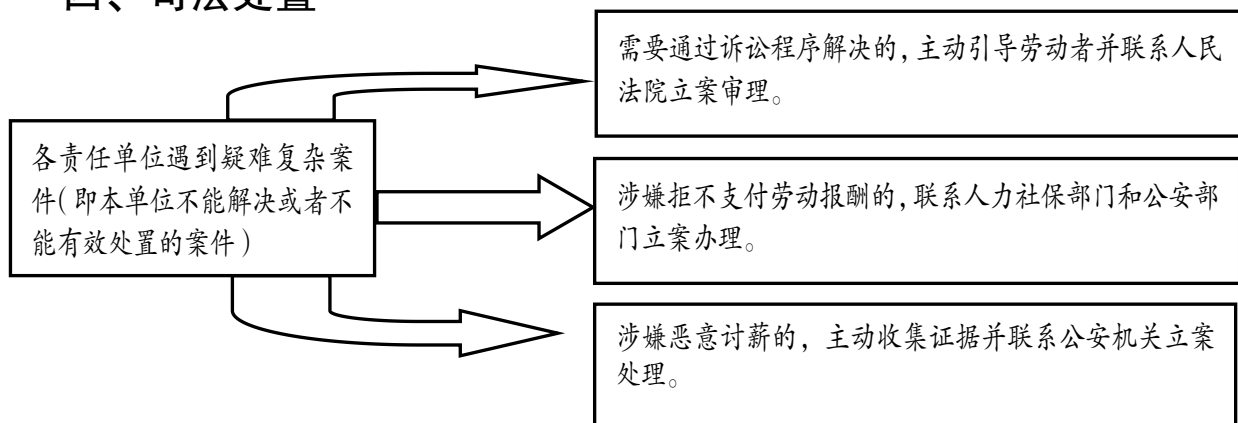 四、司法处置
需要通过诉讼程序解决的，主动引导劳动者并联系人民
法院立案审理。
各责任单位遇到疑难复杂案
件（即本单位不能解决或者不
能有效处置的案件）
涉嫌拒不支付劳动报酬的，联系人力社保部门和公安部
门立案办理。
涉嫌恶意讨薪的，主动收集证据并联系公安机关立案
处理。